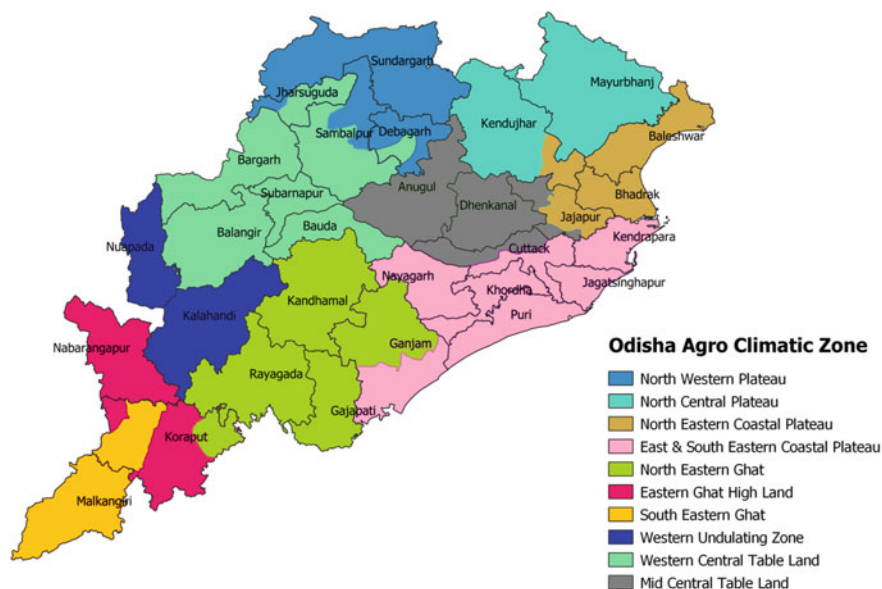 Sundargarh
Mayurbhanj
Jharsuguda
Kendujhar
Baleshwar
Sambalpur
Debagarh
Bargarh
Anugul
Bhadrak
Subarnapur
Dhenkanal
Jajapur
Balangir
Bauda
Kendrapara
Nuapada
Cuttack
Nayagarh
Khordha
Jagatsinghapur
Kandhamal
Kalahandi
Puri
Nabarangapur
Ganjam
Rayagada
Gajapati
Koraput
Malkangiri
Odisha Agro Climatic Zone
North Western Plateau
North Central Plateau
North Eastern Coastal Plateau
East & South Eastern Coastal Plateau
North Eastern Ghat
Eastern Ghat High Land
South Eastern Ghat
Western Undulating Zone
Western Central Table Land
Mid Central Table Land